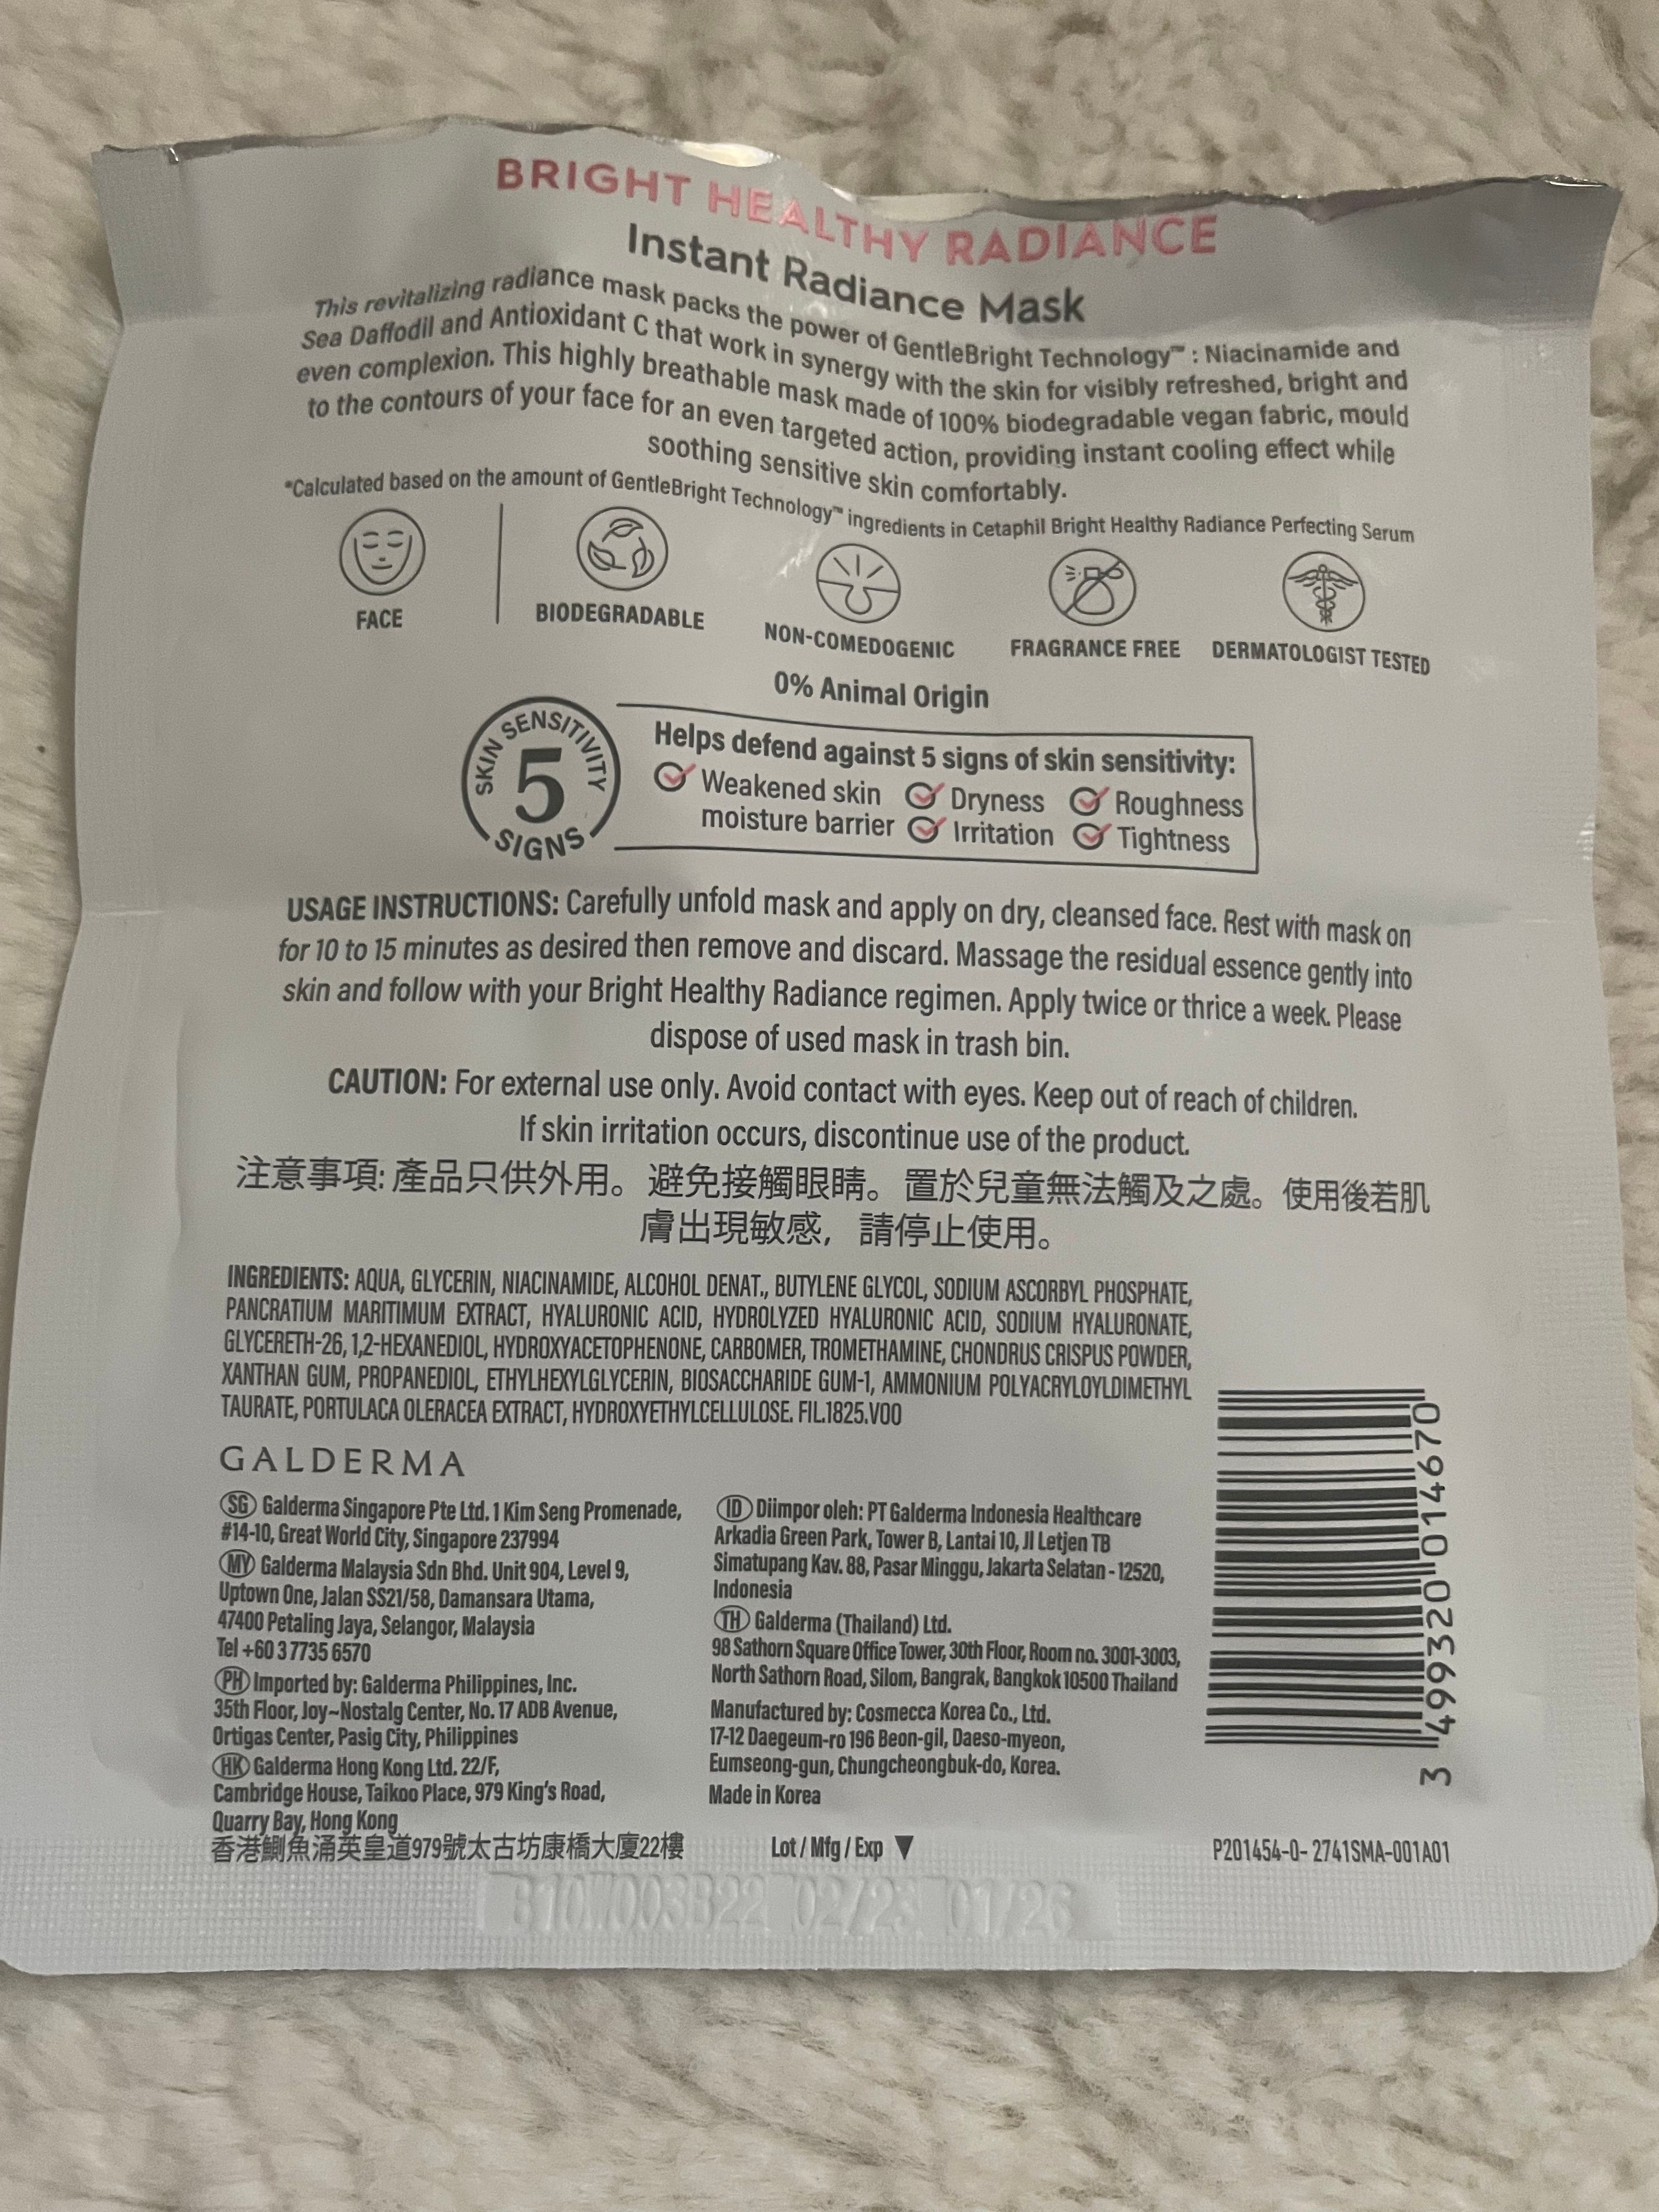 BRIGHT HEALTHY RADIANCE
Instant Radiance Mask
This revitalizing radiance mask packs the power of GentleBright Technology™ : Niacinamide and
Sea Daffodil and Antioxidant C that work in synergy with the skin for visibly refreshed, bright and
even complexion. This highly breathable mask made of 100% biodegradable vegan fabric, mould
to the contours of your face for an even targeted action, providing instant cooling effect while
soothing sensitive skin comfortably.
*Calculated based on the amount of GentleBright Technology™ ingredients in Cetaphil Bright Healthy Radiance Perfecting Serum
FACE
BIODEGRADABLE
NON-COMEDOGENIC
FRAGRANCE FREE
DERMATOLOGIST TESTED
0% Animal Origin
SKIN SENSITIVITY
5
SIGNS
Helps defend against 5 signs of skin sensitivity:
Weakened skin Dryness Roughness
moisture barrier Irritation Tightness
USAGE INSTRUCTIONS: Carefully unfold mask and apply on dry, cleansed face. Rest with mask on
for 10 to 15 minutes as desired then remove and discard. Massage the residual essence gently into
skin and follow with your Bright Healthy Radiance regimen. Apply twice or thrice a week. Please
dispose of used mask in trash bin.
CAUTION: For external use only. Avoid contact with eyes. Keep out of reach of children.
If skin irritation occurs, discontinue use of the product.
注意事項: 產品只供外用。避免接觸眼睛。置於兒童無法觸及之處。使用後若肌
膚出現敏感，請停止使用。
INGREDIENTS: AQUA, GLYCERIN, NIACINAMIDE, ALCOHOL DENAT., BUTYLENE GLYCOL, SODIUM ASCORBYL PHOSPHATE,
PANCRATIUM MARITIMUM EXTRACT, HYALURONIC ACID, HYDROLYZED HYALURONIC ACID, SODIUM HYALURONATE,
GLYCERETH-26, 1,2-HEXANEDIOL, HYDROXYACETOPHENONE, CARBOMER, TROMETHAMINE, CHONDRUS CRISPUS POWDER,
XANTHAN GUM, PROPANEDIOL, ETHYLHEXYLGLYCERIN, BIOSACCHARIDE GUM-1, AMMONIUM POLYACRYLOYLDIMETHYL
TAURATE, PORTULACA OLERACEA EXTRACT, HYDROXYETHYLCELLULOSE. FIL.1825.V00
GALDERMA
SG Galderma Singapore Pte Ltd. 1 Kim Seng Promenade,
#14-10, Great World City, Singapore 237994
MY Galderma Malaysia Sdn Bhd. Unit 904, Level 9,
Uptown One, Jalan SS21/58, Damansara Utama,
47400 Petaling Jaya, Selangor, Malaysia
Tel +60 3 7735 6570
PH Imported by: Galderma Philippines, Inc.
35th Floor, Joy~Nostalg Center, No. 17 ADB Avenue,
Ortigas Center, Pasig City, Philippines
HK Galderma Hong Kong Ltd. 22/F,
Cambridge House, Taikoo Place, 979 King's Road,
Quarry Bay, Hong Kong
香港鰂魚涌英皇道979號太古坊康橋大廈22樓
ID Diimpor oleh: PT Galderma Indonesia Healthcare
Arkadia Green Park, Tower B, Lantai 10, Jl Letjen TB
Simatupang Kav. 88, Pasar Minggu, Jakarta Selatan - 12520,
Indonesia
TH Galderma (Thailand) Ltd.
98 Sathorn Square Office Tower, 30th Floor, Room no. 3001-3003,
North Sathorn Road, Silom, Bangrak, Bangkok 10500 Thailand
Manufactured by: Cosmecca Korea Co., Ltd.
17-12 Daegeum-ro 196 Beon-gil, Daeso-myeon,
Eumseong-gun, Chungcheongbuk-do, Korea.
Made in Korea
Lot / Mfg / Exp ▼
3 499320 014670
P201454-0- 2741SMA-001A01
02/23 01/26